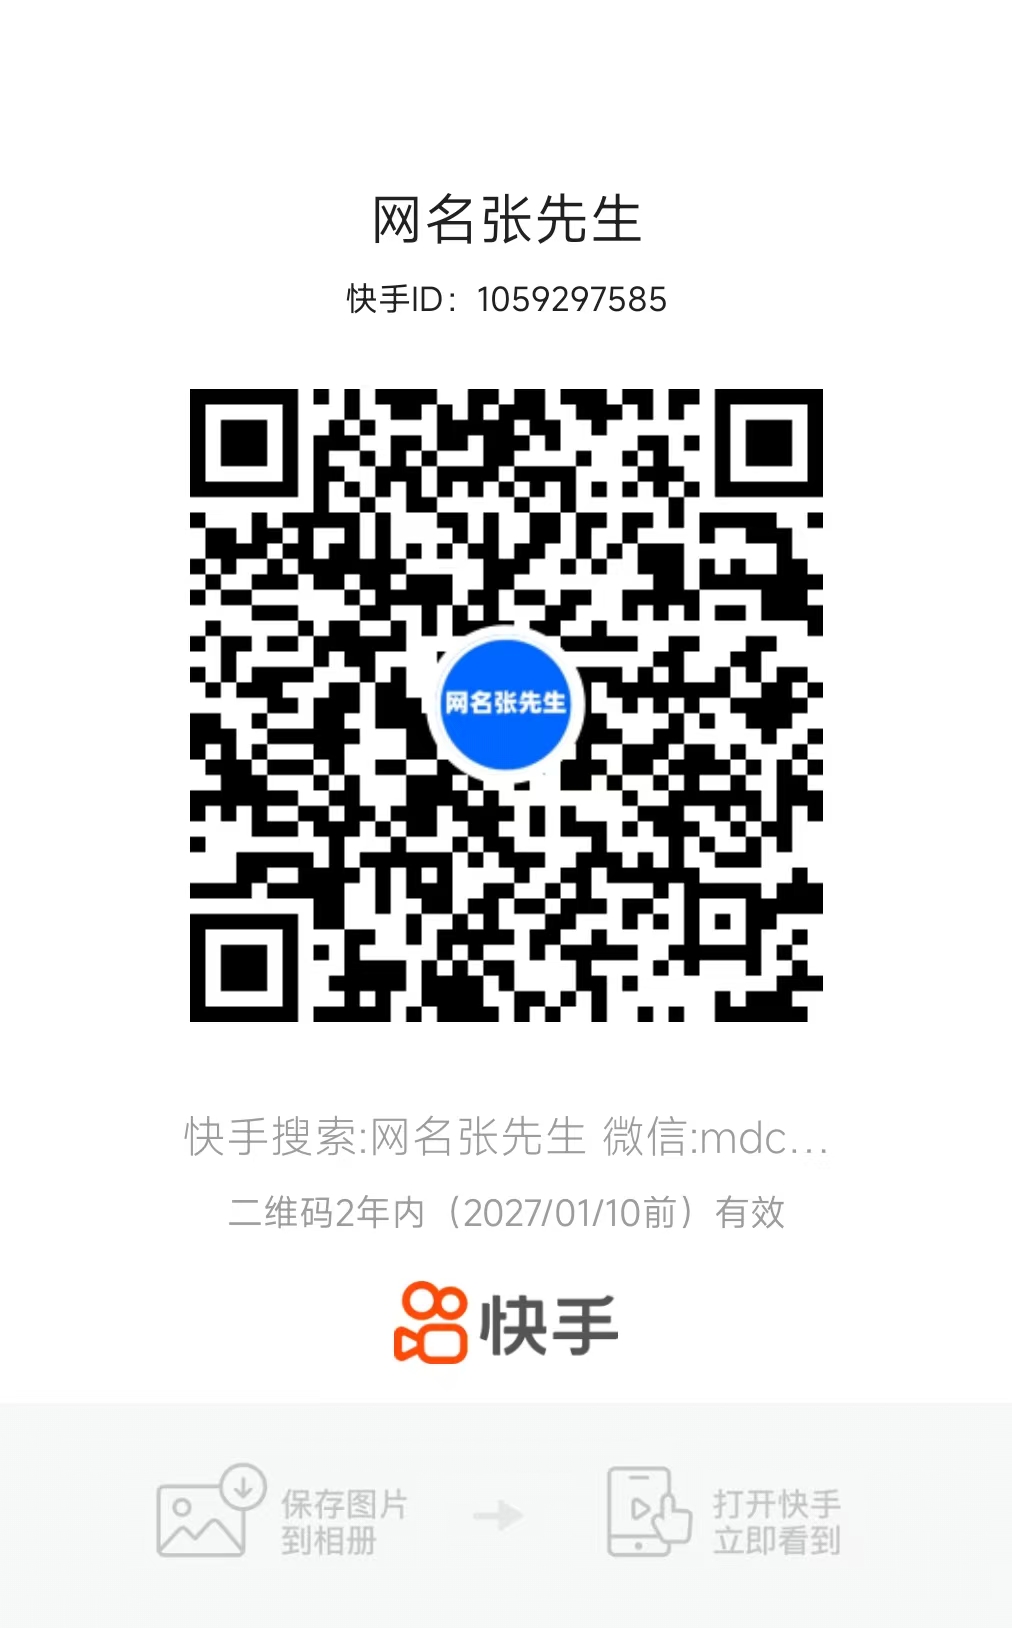 网名张先生
快手ID：1059297585
网名张先生
快手搜索:网名张先生 微信:mdc...
二维码2年内（2027/01/10前）有效
快手
保存图片
到相册
打开快手
立即看到